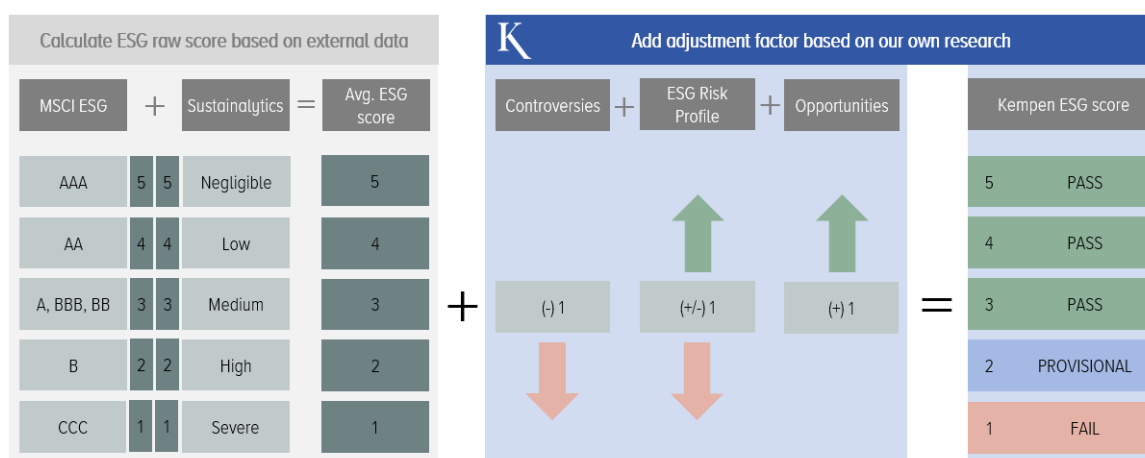 Calculate ESG raw score based on external data
K Add adjustment factor based on our own research
MSCI ESG + Sustainalytics = Avg. ESG score
Controversies + ESG Risk Profile + Opportunities
Kempen ESG score
AAA 5 5 Negligible 5
5 PASS
AA 4 4 Low 4
4 PASS
A, BBB, BB 3 3 Medium 3
+
(-) 1 (+/-) 1 (+) 1
=
3 PASS
B 2 2 High 2
2 PROVISIONAL
CCC 1 1 Severe 1
1 FAIL